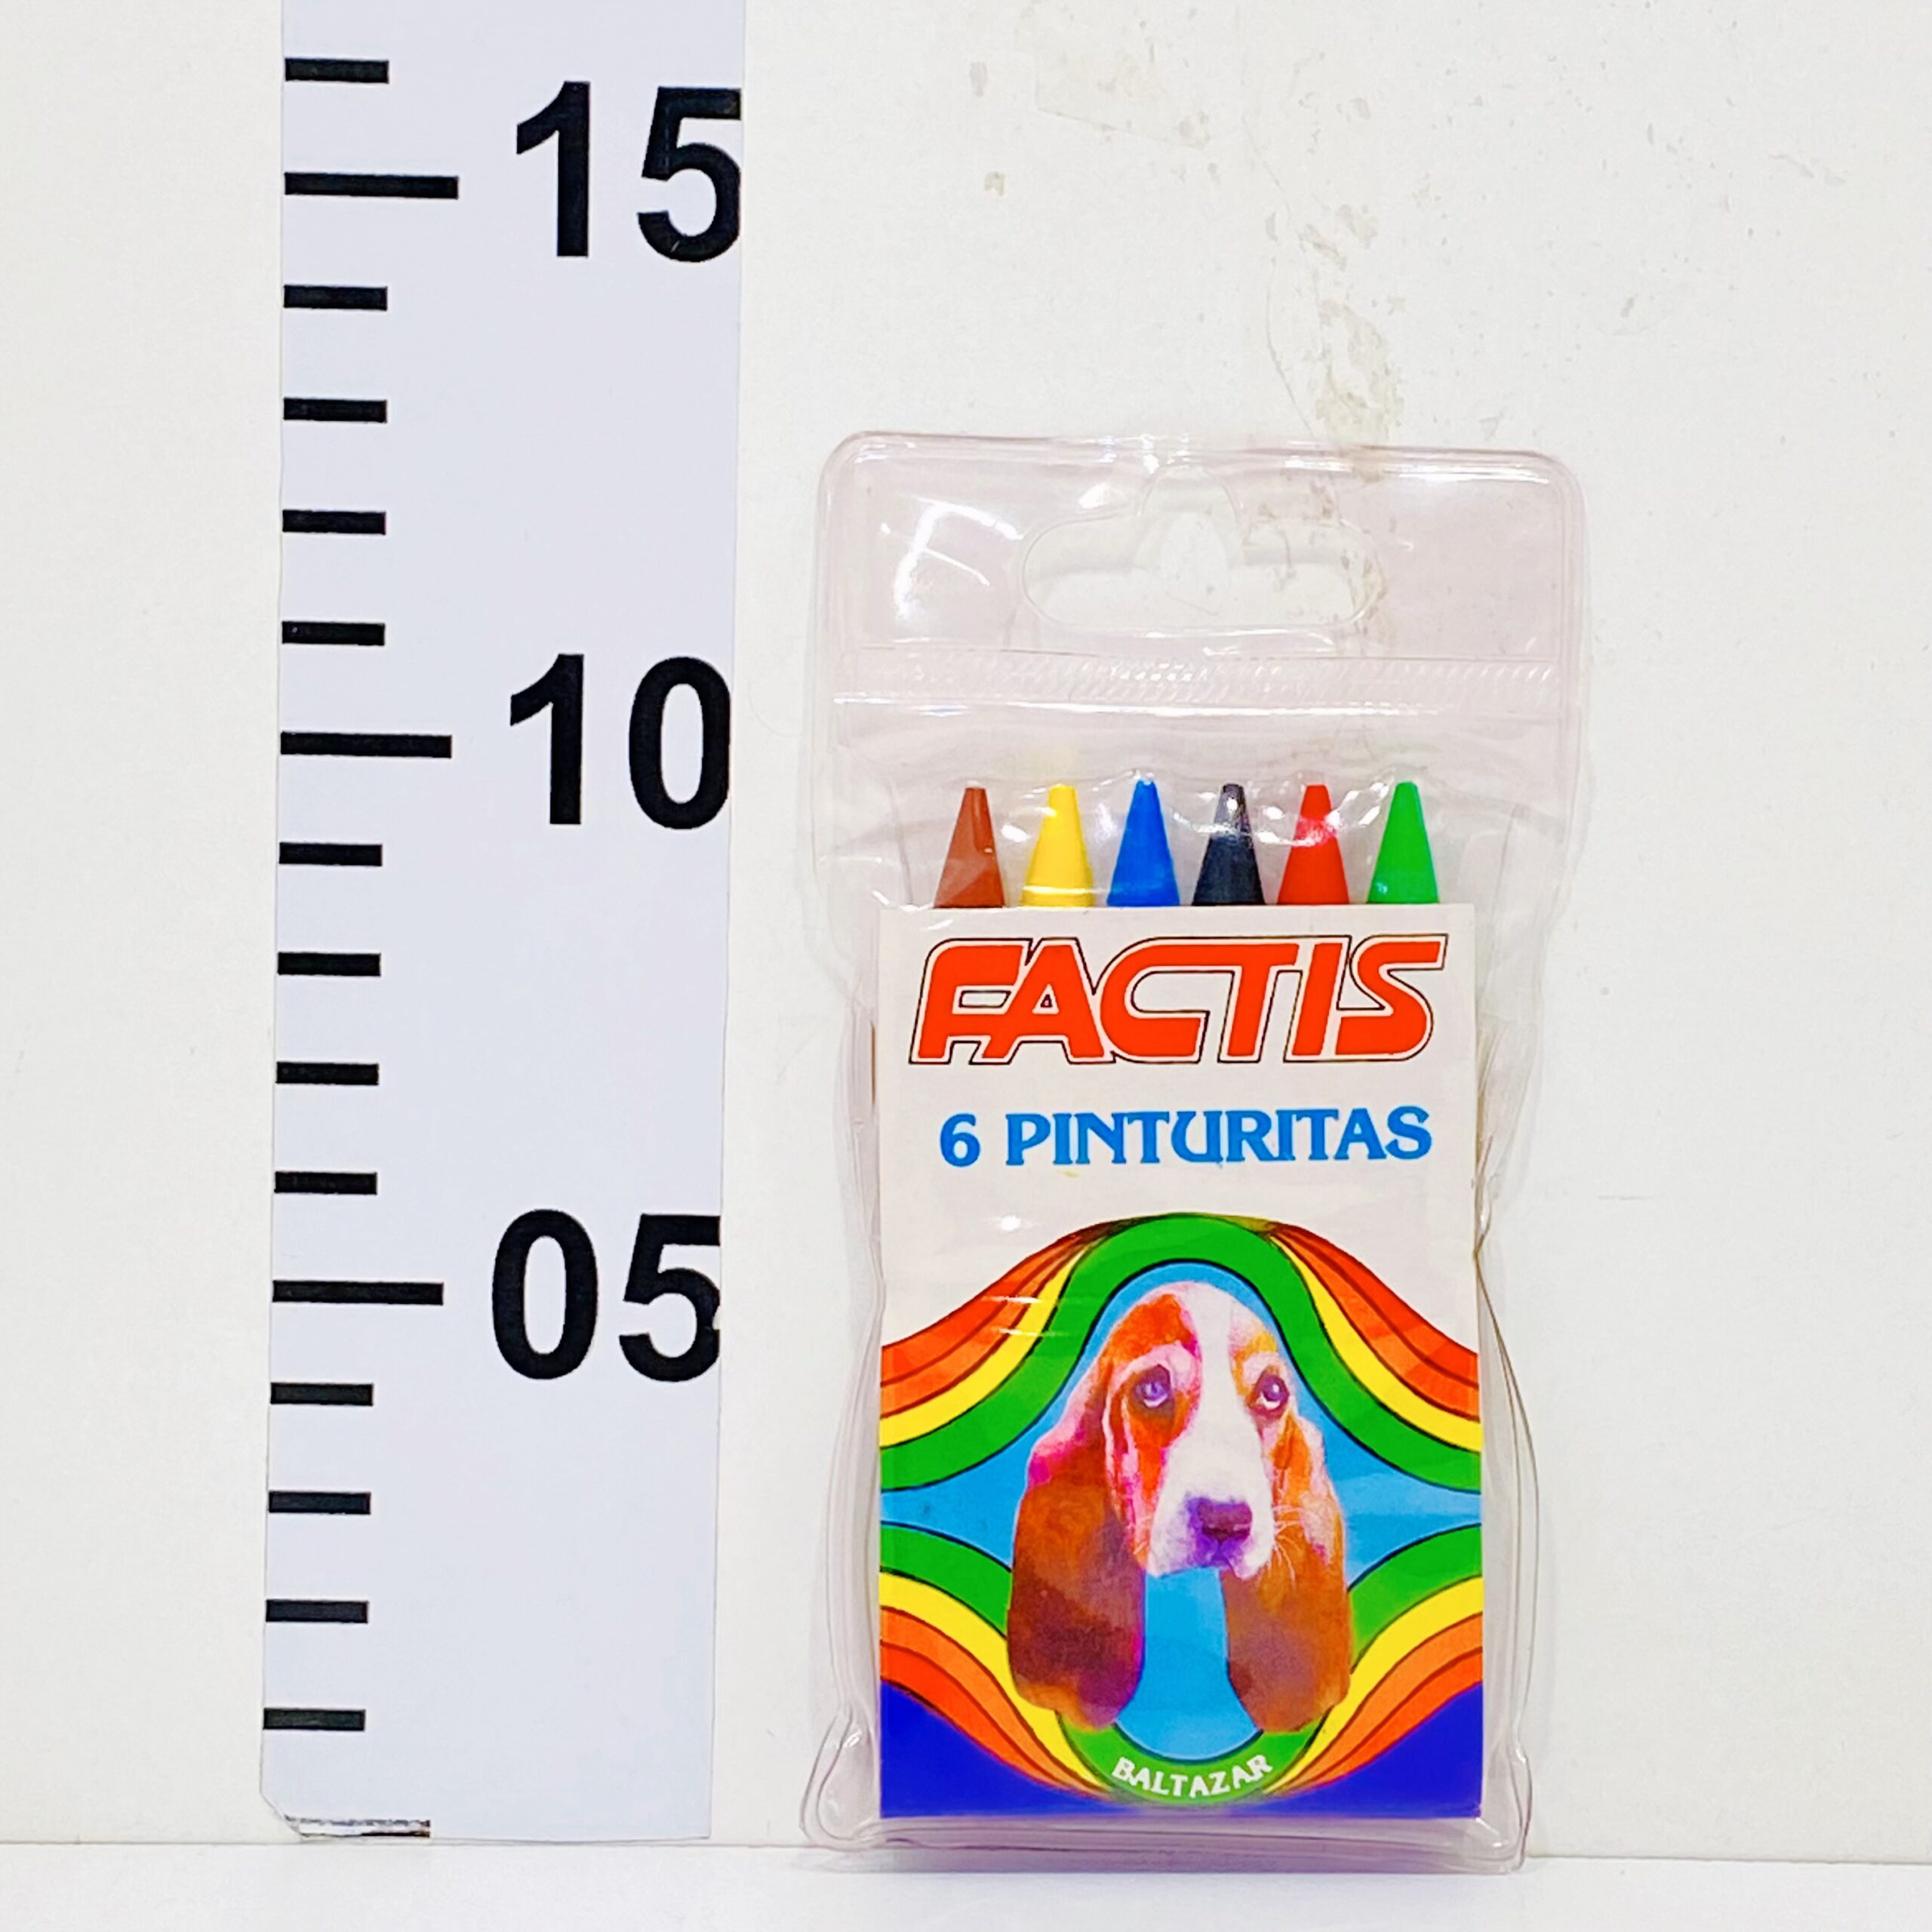 15
10
05
FACTIS
6 PINTURITAS
BALTAZAR